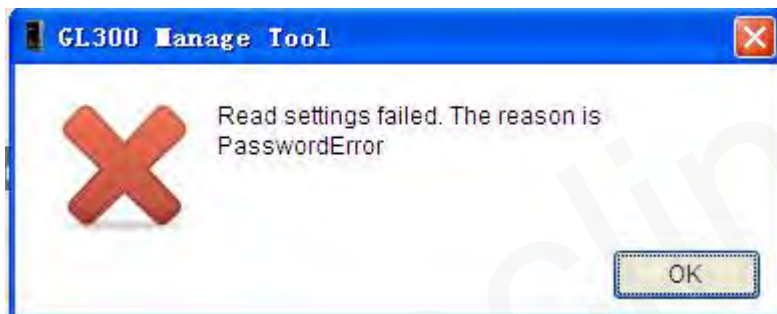 GL300 Manage Tool
Read settings failed. The reason is
PasswordError
OK